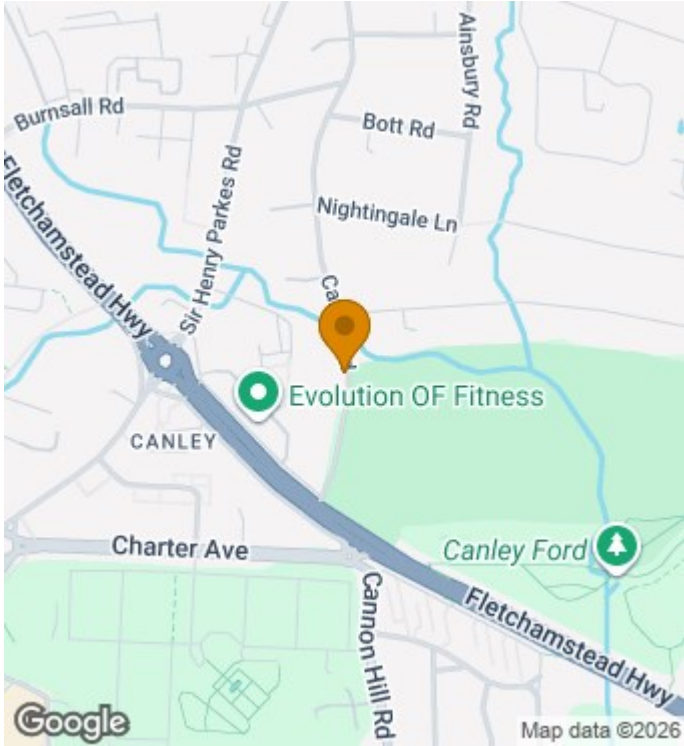 Ainsbury Rd
Burnsall Rd
Bott Rd
Fletchamstead Hwy
Sir Henry Parkes Rd
Nightingale Ln
Ca
Evolution OF Fitness
CANLEY
Charter Ave
Canley Ford
Cannon Hill Rd
Fletchamstead Hwy
Google
Map data ©2026